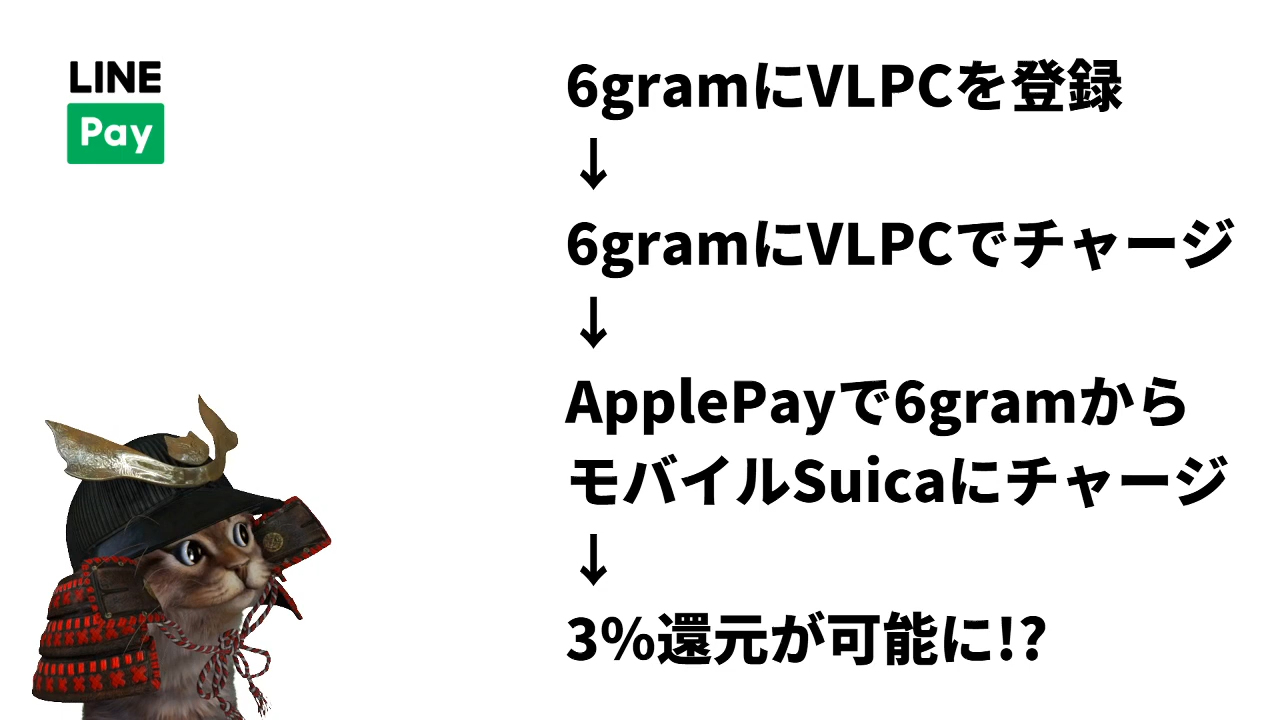 LINE
Pay
6gramにVLPCを登録
↓
6gramにVLPCでチャージ
↓
ApplePayで6gramから
モバイルSuicaにチャージ
↓
3%還元が可能に!?